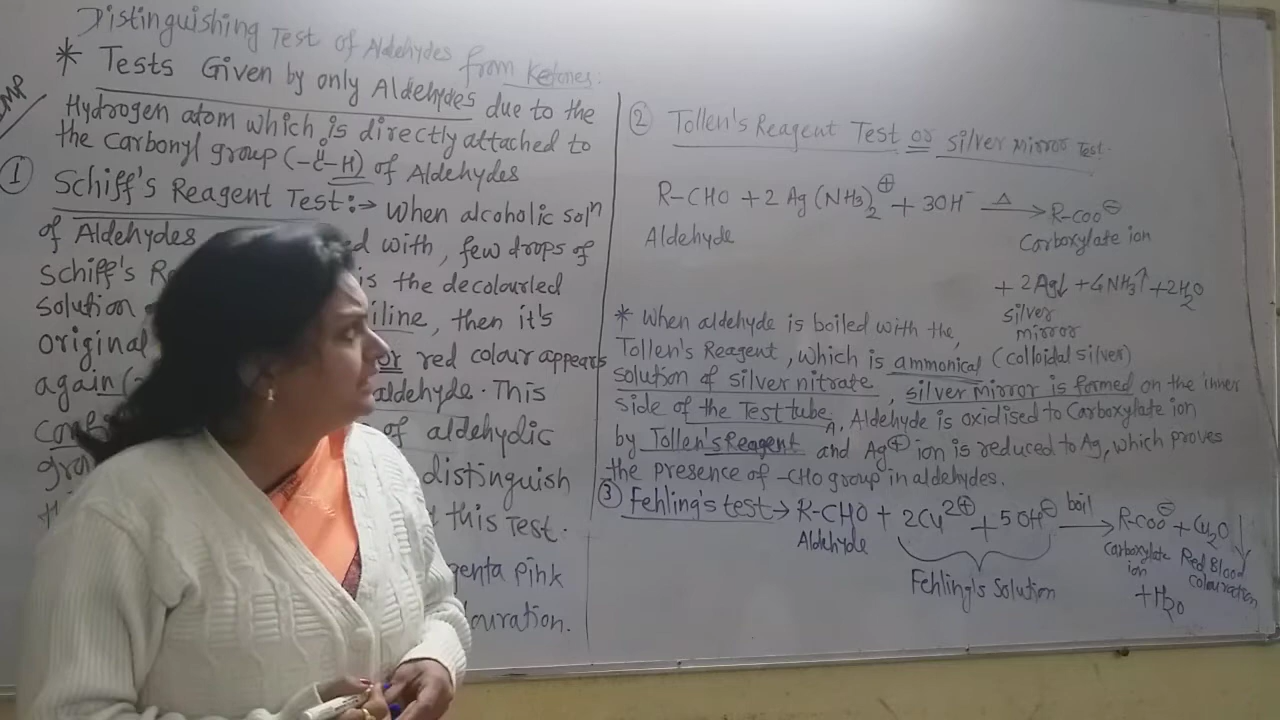 Distinguishing Test of Aldehydes from Ketones:
IMP
* Tests Given by only Aldehydes due to the
Hydrogen atom which is directly attached to
the Carbonyl group (-C-H) of Aldehydes
O
① Schiff's Reagent Test:→ When alcoholic solⁿ
of Aldehydes with, few drops of
Schiff's is the decolourled
solution then it's
original or red colour appears
again aldehyde. This
of aldehydic
distinguish
this Test.
Pink
② Tollen's Reagent Test or silver mirror Test.
R-CHO + 2 Ag(NH₃)₂⊕ + 3OH⁻ —Δ→ R-COO⊖
Aldehyde Carboxylate ion
+ 2Ag↓ + 4NH₃↑ + 2H₂O
silver
mirror
* When aldehyde is boiled with the,
Tollen's Reagent, which is ammonical (colloidal silver)
solution of silver nitrate, silver mirror is formed on the inner
side of the Test tube. Aldehyde is oxidised to Carboxylate ion
by Tollen's Reagent and Ag⊕ ion is reduced to Ag, which proves
the presence of -CHO group in aldehydes.
③ Fehling's test→ R-CHO + 2Cu²⊕ + 5OH⊖ —boil→ R-COO⊖ + Cu₂O↓
Aldehyde Carboxylate ion Red Blood colouration
Fehling's Solution + H₂O